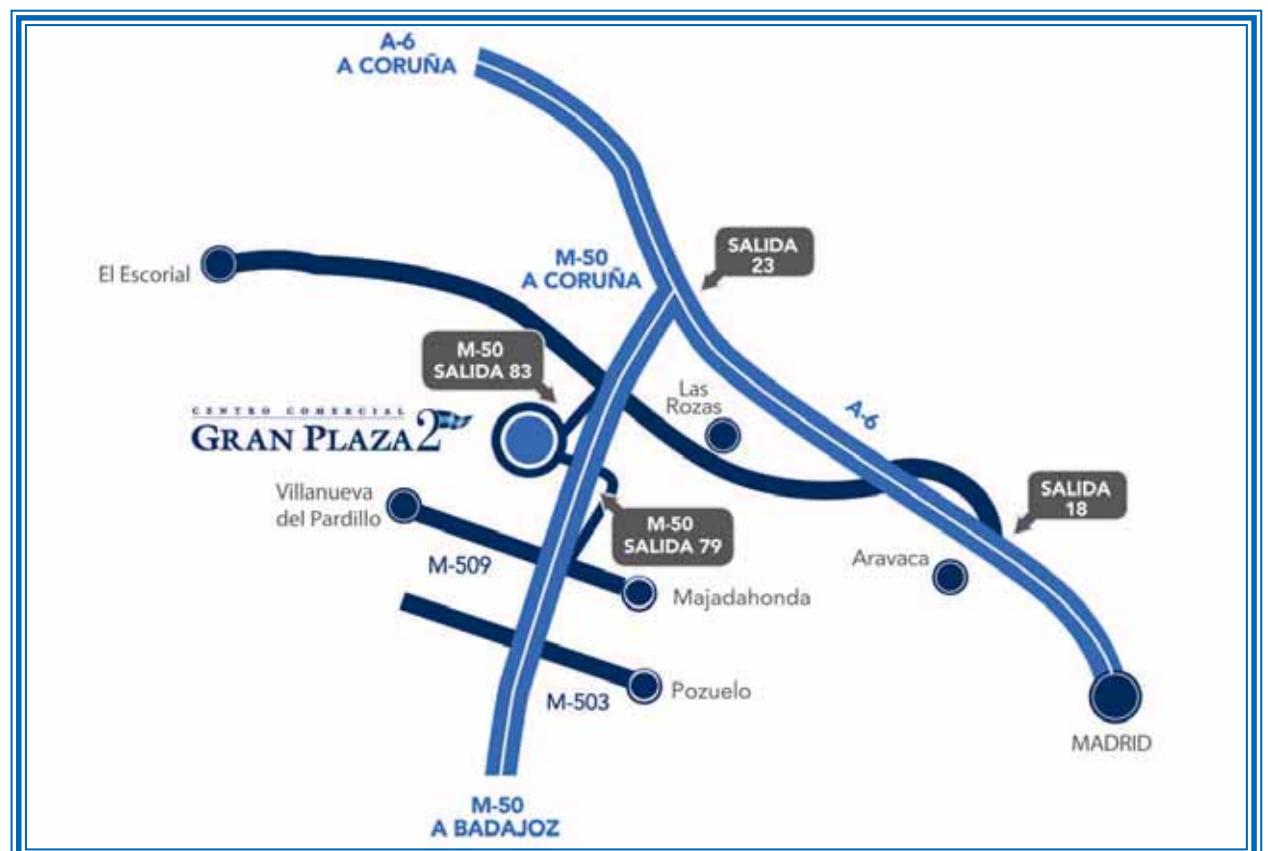 A-6
A CORUÑA
SALIDA
23
M-50
A CORUÑA
El Escorial
M-50
SALIDA 83
Las
Rozas
A-6
CENTRO COMERCIAL
GRAN PLAZA 2
SALIDA
18
Villanueva
del Pardillo
M-50
SALIDA 79
Aravaca
M-509
Majadahonda
Pozuelo
M-503
MADRID
M-50
A BADAJOZ